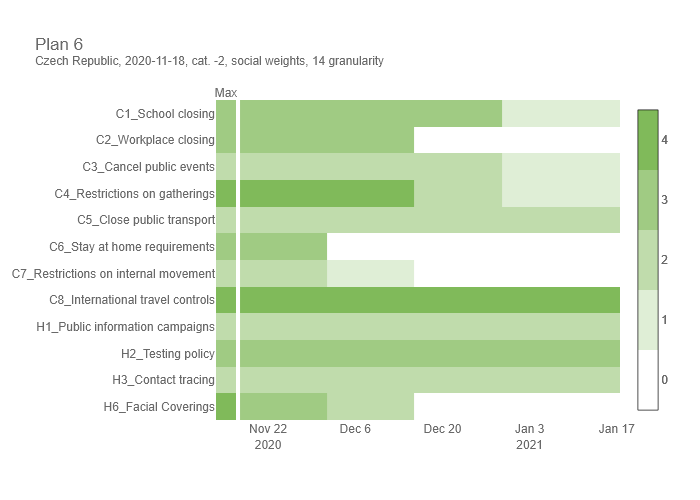 Plan 6
Czech Republic, 2020-11-18, cat. -2, social weights, 14 granularity
Max
C1_School closing
C2_Workplace closing
C3_Cancel public events
C4_Restrictions on gatherings
C5_Close public transport
C6_Stay at home requirements
C7_Restrictions on internal movement
C8_International travel controls
H1_Public information campaigns
H2_Testing policy
H3_Contact tracing
H6_Facial Coverings
4
3
2
1
0
Nov 22 Dec 6 Dec 20 Jan 3 Jan 17
2020 2021